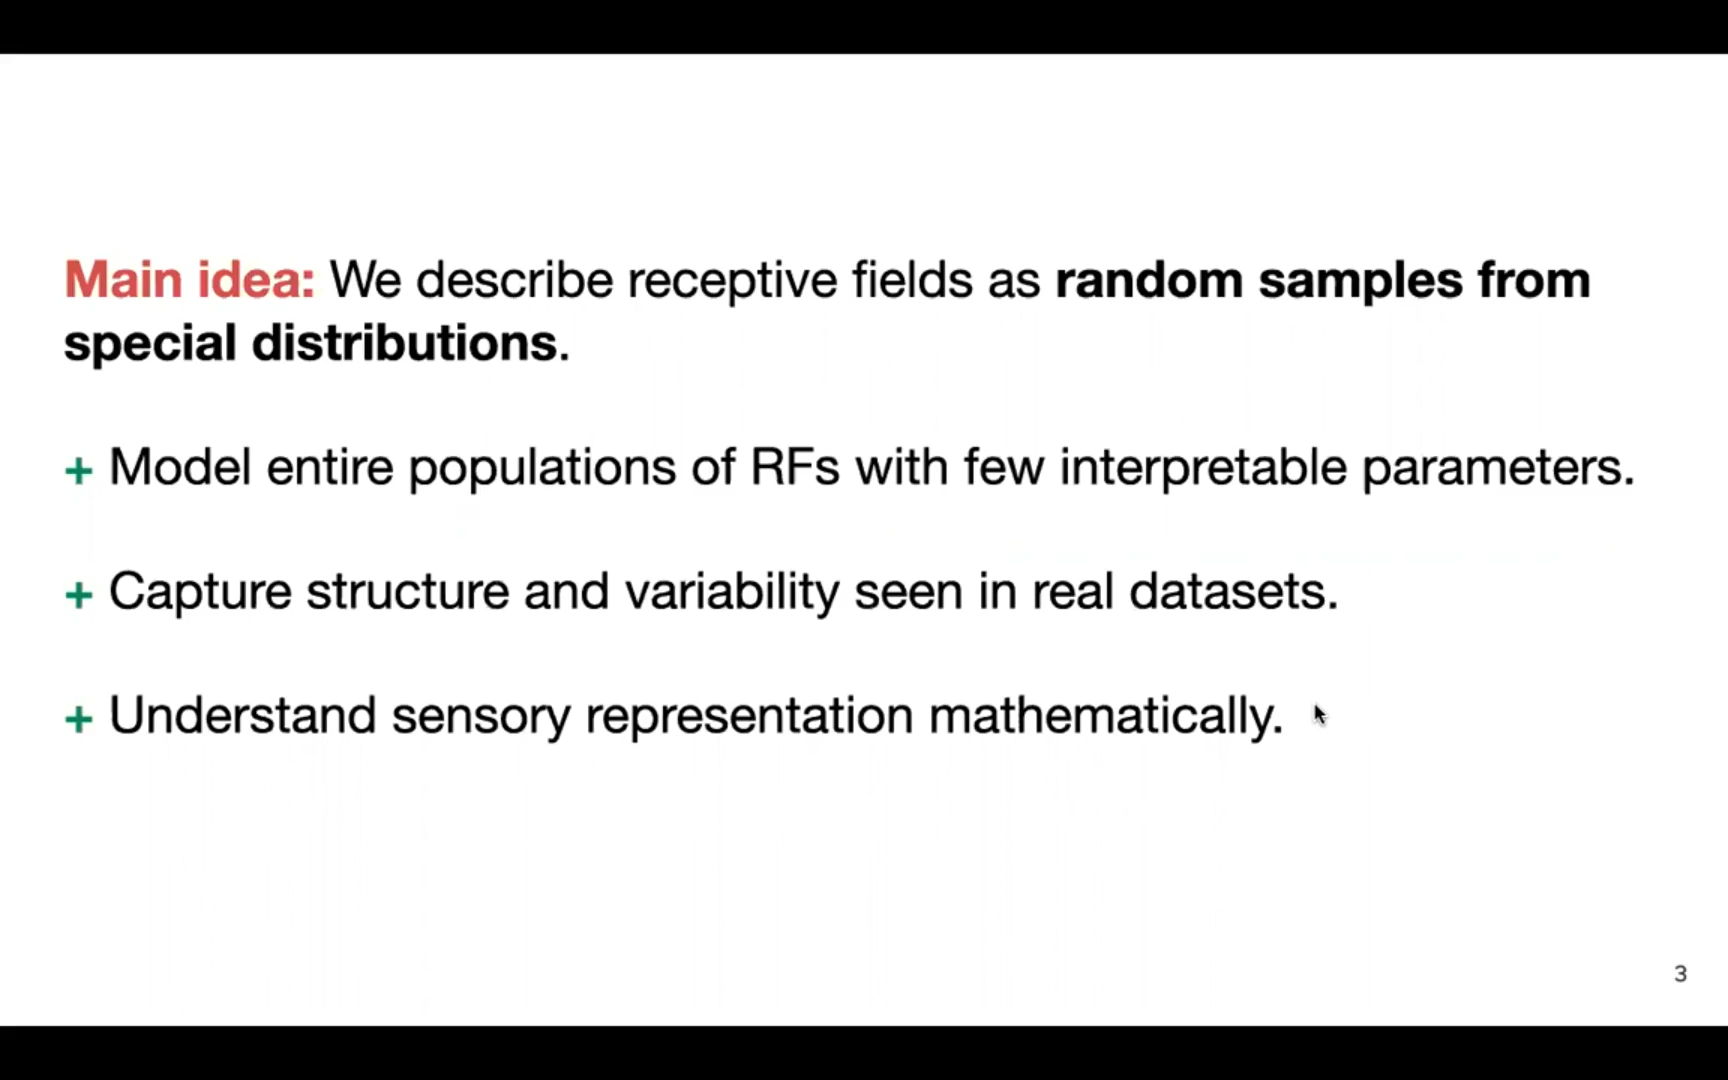 Main idea: We describe receptive fields as random samples from
special distributions.
+ Model entire populations of RFs with few interpretable parameters.
+ Capture structure and variability seen in real datasets.
+ Understand sensory representation mathematically.
3